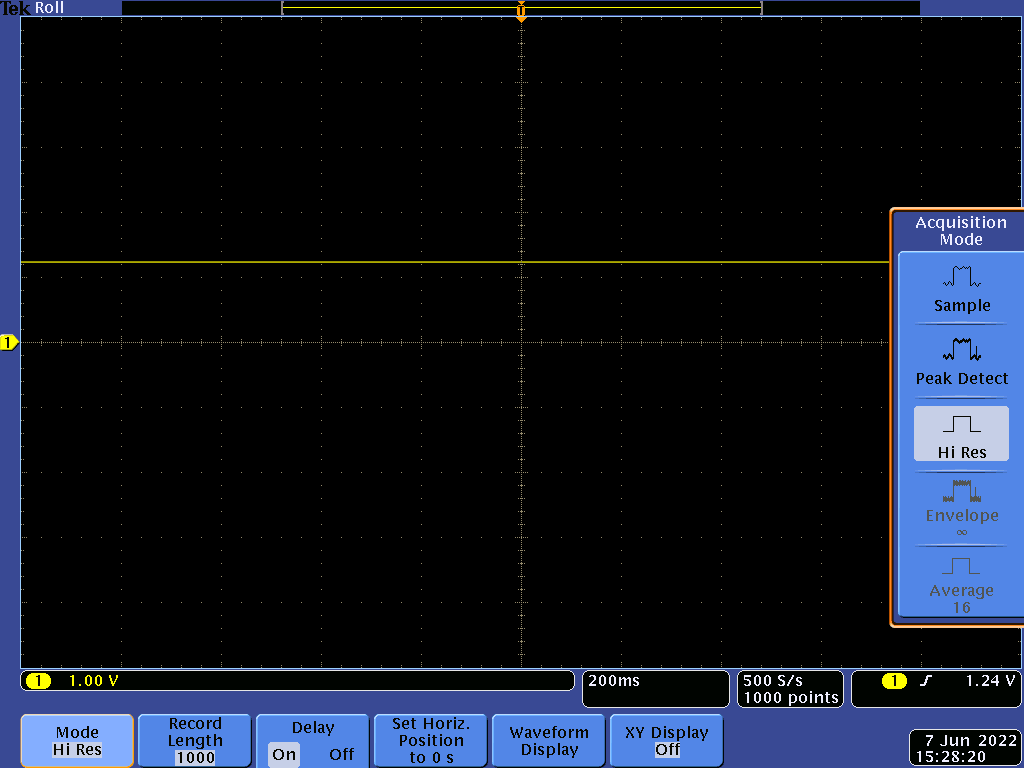 Tek Roll
T
Acquisition
Mode
Sample
Peak Detect
Hi Res
Envelope
∞
Average
16
1
1 1.00 V
200ms
500 S/s
1000 points
1 1.24 V
Mode
Hi Res
Record
Length
1000
Delay
On Off
Set Horiz.
Position
to 0 s
Waveform
Display
XY Display
Off
7 Jun 2022
15:28:20